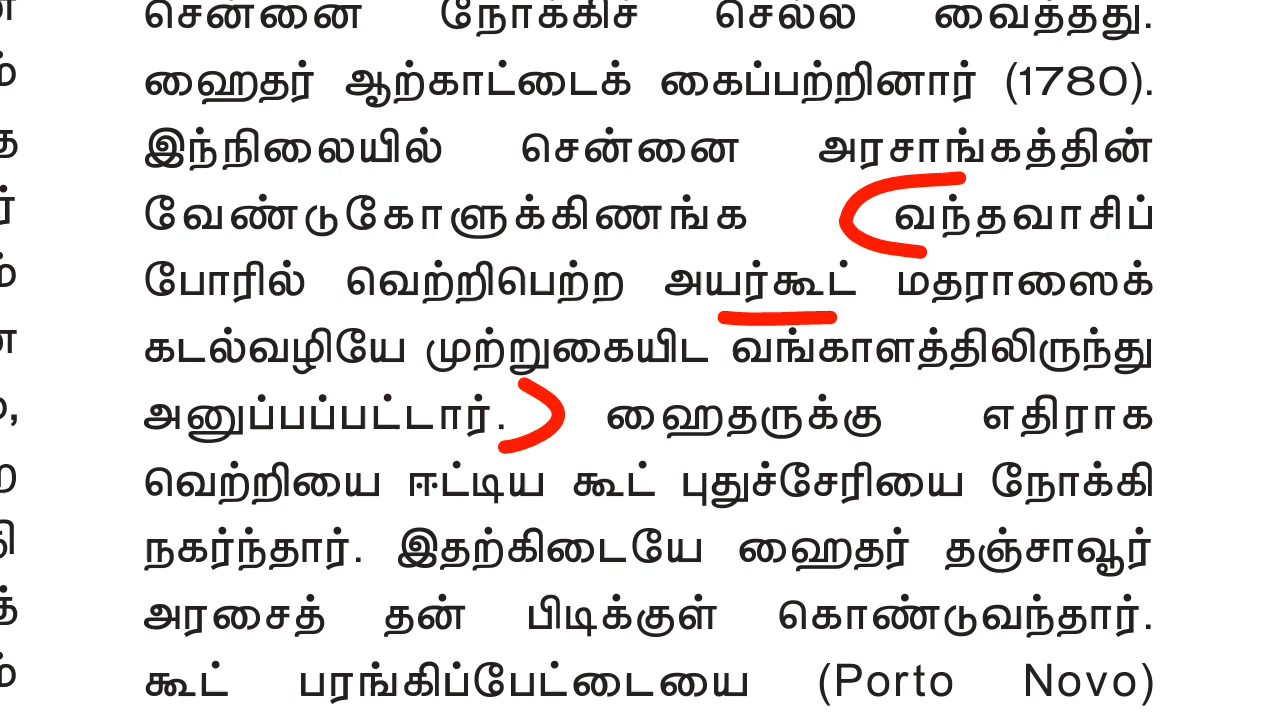 சென்னை நோக்கிச் செல்ல வைத்தது.
ஹைதர் ஆற்காட்டைக் கைப்பற்றினார் (1780).
இந்நிலையில் சென்னை அரசாங்கத்தின்
வேண்டுகோளுக்கிணங்க வந்தவாசிப்
போரில் வெற்றிபெற்ற அயர்கூட் மதராஸைக்
கடல்வழியே முற்றுகையிட வங்காளத்திலிருந்து
அனுப்பப்பட்டார். ஹைதருக்கு எதிராக
வெற்றியை ஈட்டிய கூட் புதுச்சேரியை நோக்கி
நகர்ந்தார். இதற்கிடையே ஹைதர் தஞ்சாவூர்
அரசைத் தன் பிடிக்குள் கொண்டுவந்தார்.
கூட் பரங்கிப்பேட்டையை (Porto Novo)